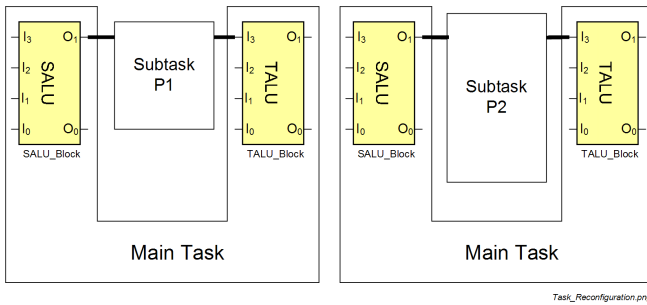 I3 O1
I2
I1
I0 O0
SALU
SALU_Block
Subtask
P1
I3 O1
I2
I1
I0 O0
TALU
TALU_Block
Main Task
I3 O1
I2
I1
I0 O0
SALU
SALU_Block
Subtask
P2
I3 O1
I2
I1
I0 O0
TALU
TALU_Block
Main Task
Task_Reconfiguration.pn